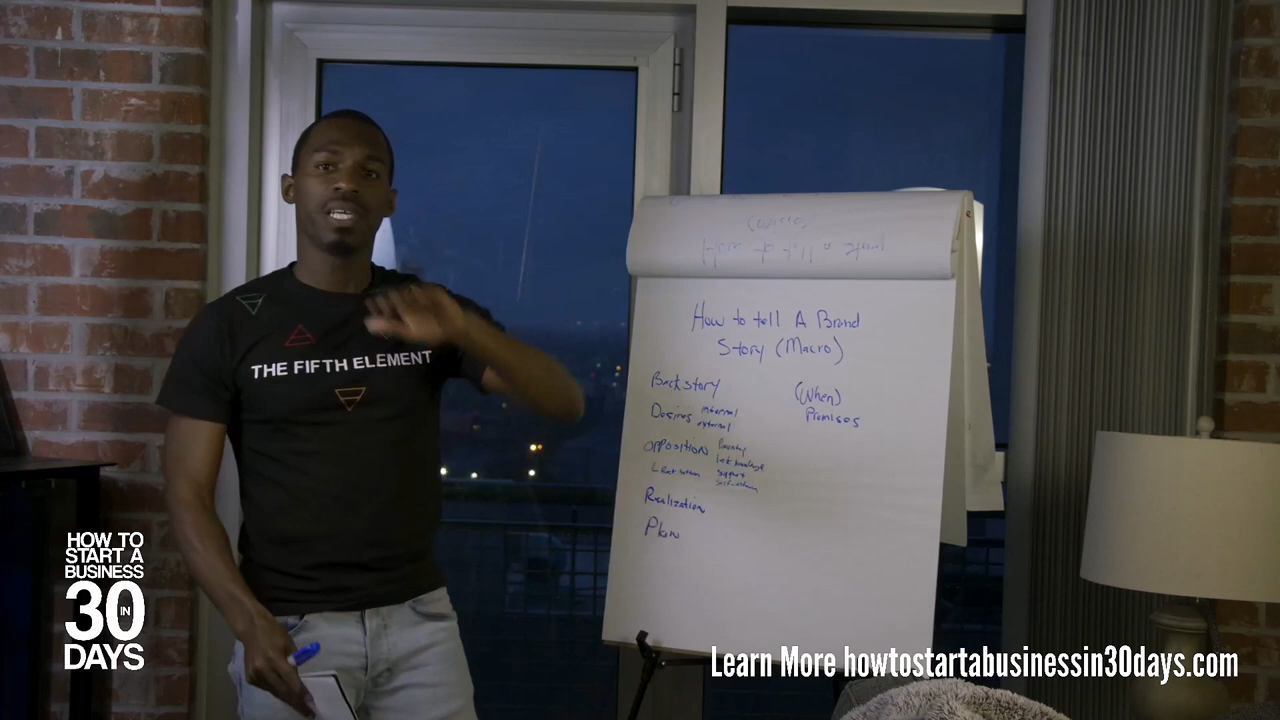 THE FIFTH ELEMENT
How to tell A Brand
Story (Macro)
Backstory
(When)
Desires internal
external
Promises
Opposition
Realization
Plan
HOW TO
START A
BUSINESS
30 IN
DAYS
Learn More howtostartabusinessin30days.com